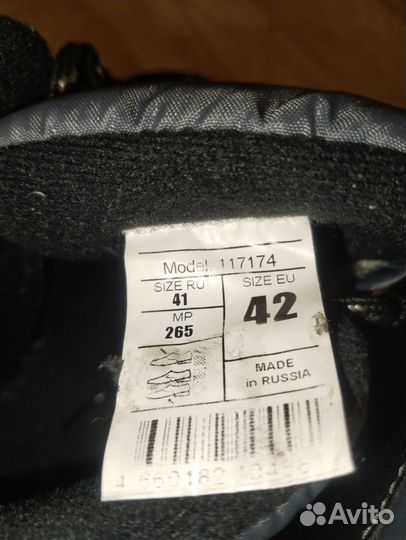 Model: 117174
SIZE RU
41
MP
265
SIZE EU
42
MADE
in RUSSIA
Avito